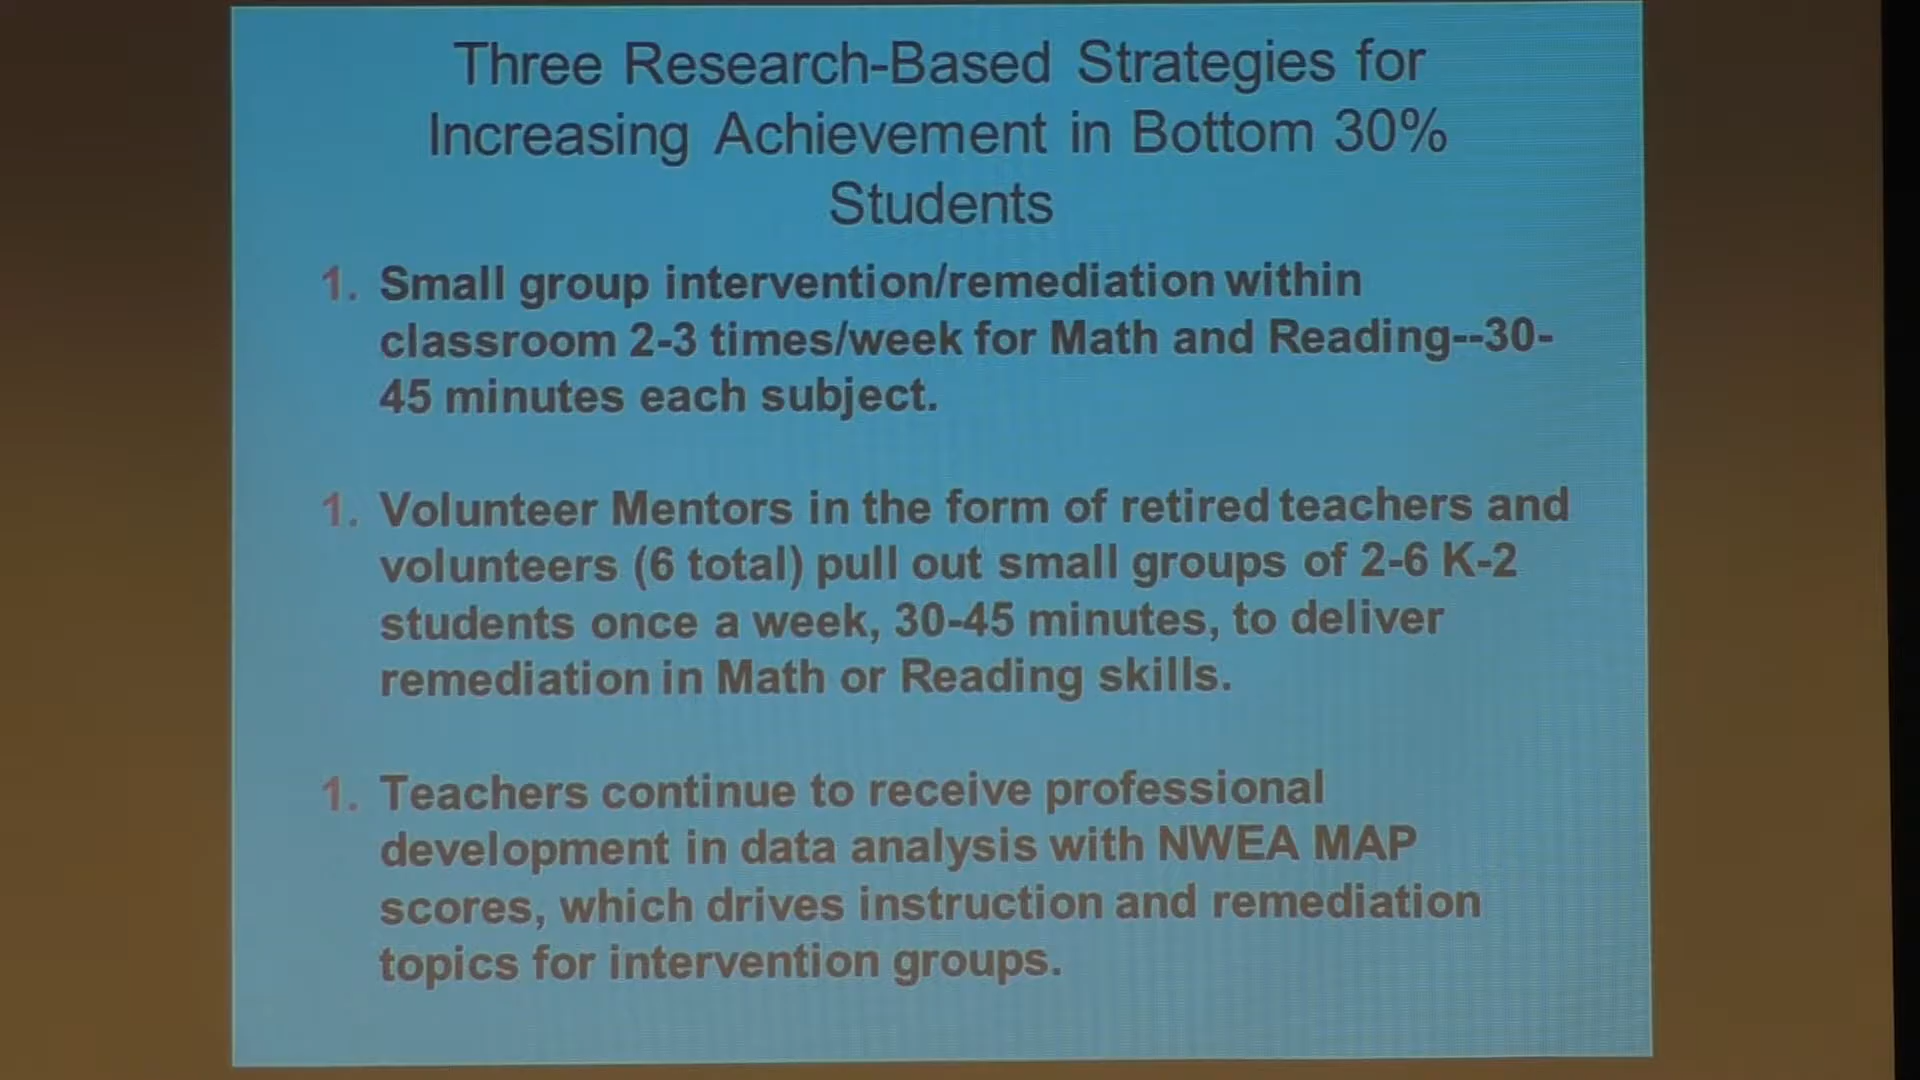 Three Research-Based Strategies for
Increasing Achievement in Bottom 30%
Students
1. Small group intervention/remediation within
classroom 2-3 times/week for Math and Reading--30-
45 minutes each subject.
1. Volunteer Mentors in the form of retired teachers and
volunteers (6 total) pull out small groups of 2-6 K-2
students once a week, 30-45 minutes, to deliver
remediation in Math or Reading skills.
1. Teachers continue to receive professional
development in data analysis with NWEA MAP
scores, which drives instruction and remediation
topics for intervention groups.